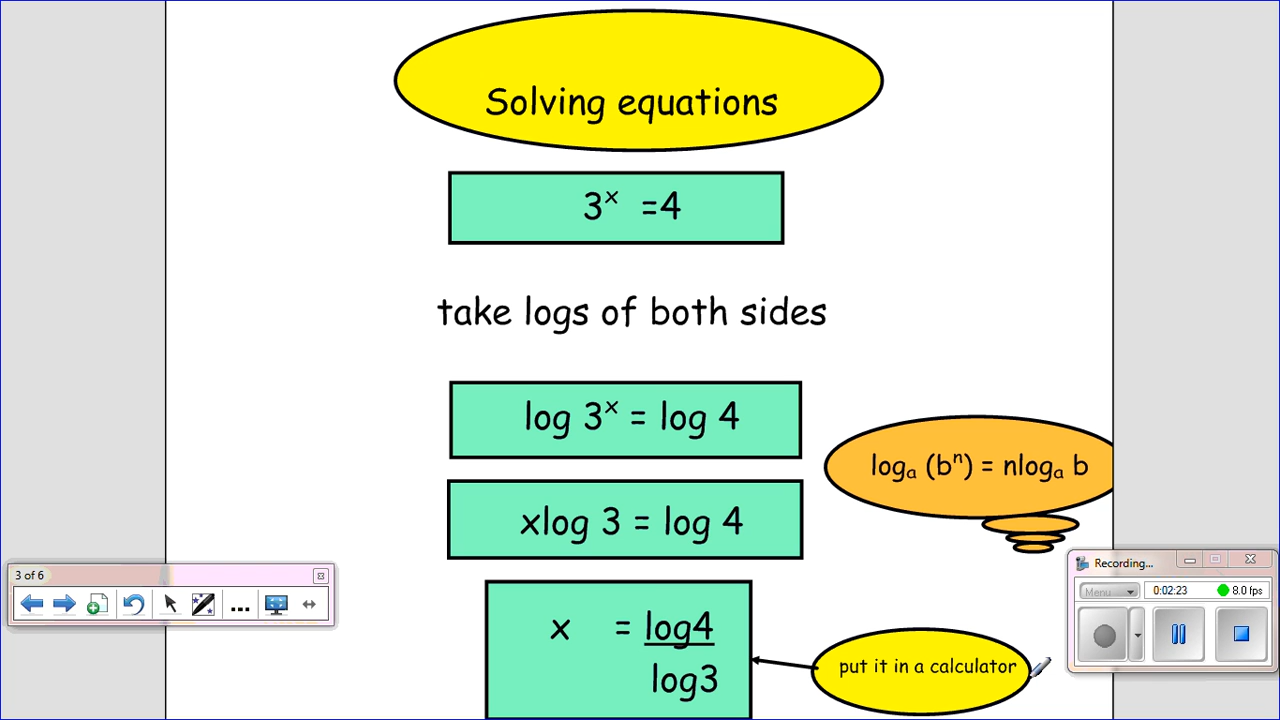 Solving equations
3ˣ =4
take logs of both sides
log 3ˣ = log 4
logₐ (bⁿ) = nlogₐ b
xlog 3 = log 4
Recording...
3 of 6
Menu
0:02:23
8.0 fps
...
x = log4
log3
put it in a calculator